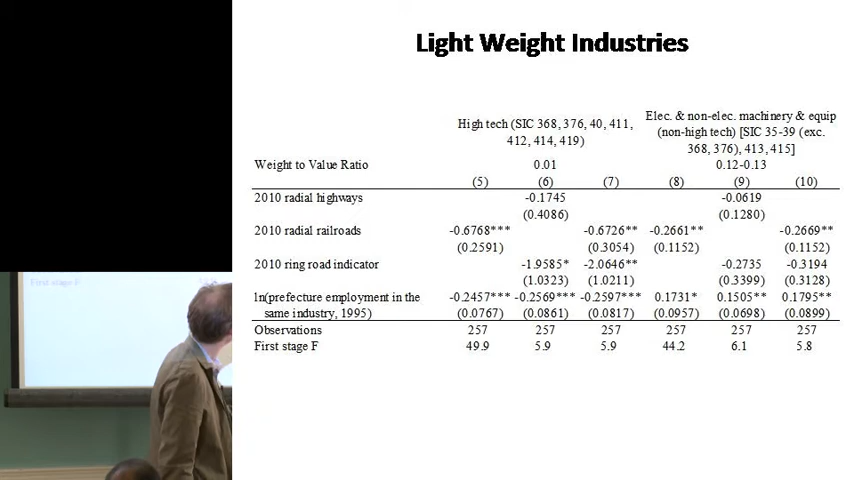 Light Weight Industries
High tech (SIC 368, 376, 40, 411, 412, 414, 419)
Elec. & non-elec. machinery & equip (non-high tech) [SIC 35-39 (exc. 368, 376), 413, 415]
Weight to Value Ratio 0.01 0.12-0.13
(5) (6) (7) (8) (9) (10)
2010 radial highways -0.1745 -0.0619
(0.4086) (0.1280)
2010 radial railroads -0.6768*** -0.6726** -0.2661** -0.2669**
(0.2591) (0.3054) (0.1152) (0.1152)
2010 ring road indicator -1.9585* -2.0646** -0.2735 -0.3194
(1.0323) (1.0211) (0.3399) (0.3128)
ln(prefecture employment in the -0.2457*** -0.2569*** -0.2597*** 0.1731* 0.1505** 0.1795**
same industry, 1995) (0.0767) (0.0861) (0.0817) (0.0957) (0.0698) (0.0899)
Observations 257 257 257 257 257 257
First stage F 49.9 5.9 5.9 44.2 6.1 5.8
First stage F